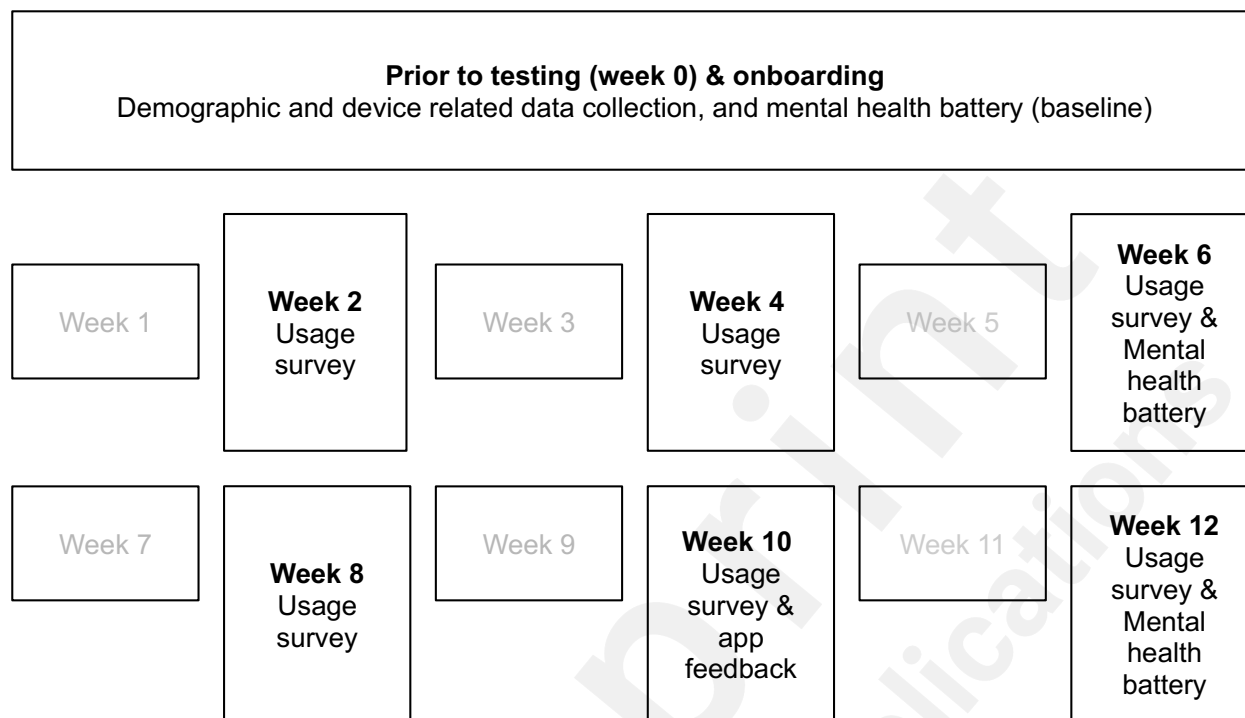 Prior to testing (week 0) & onboarding
Demographic and device related data collection, and mental health battery (baseline)
Week 1
Week 2
Usage
survey
Week 3
Week 4
Usage
survey
Week 5
Week 6
Usage
survey &
Mental
health
battery
Week 7
Week 8
Usage
survey
Week 9
Week 10
Usage
survey &
app
feedback
Week 11
Week 12
Usage
survey &
Mental
health
battery
print
lications